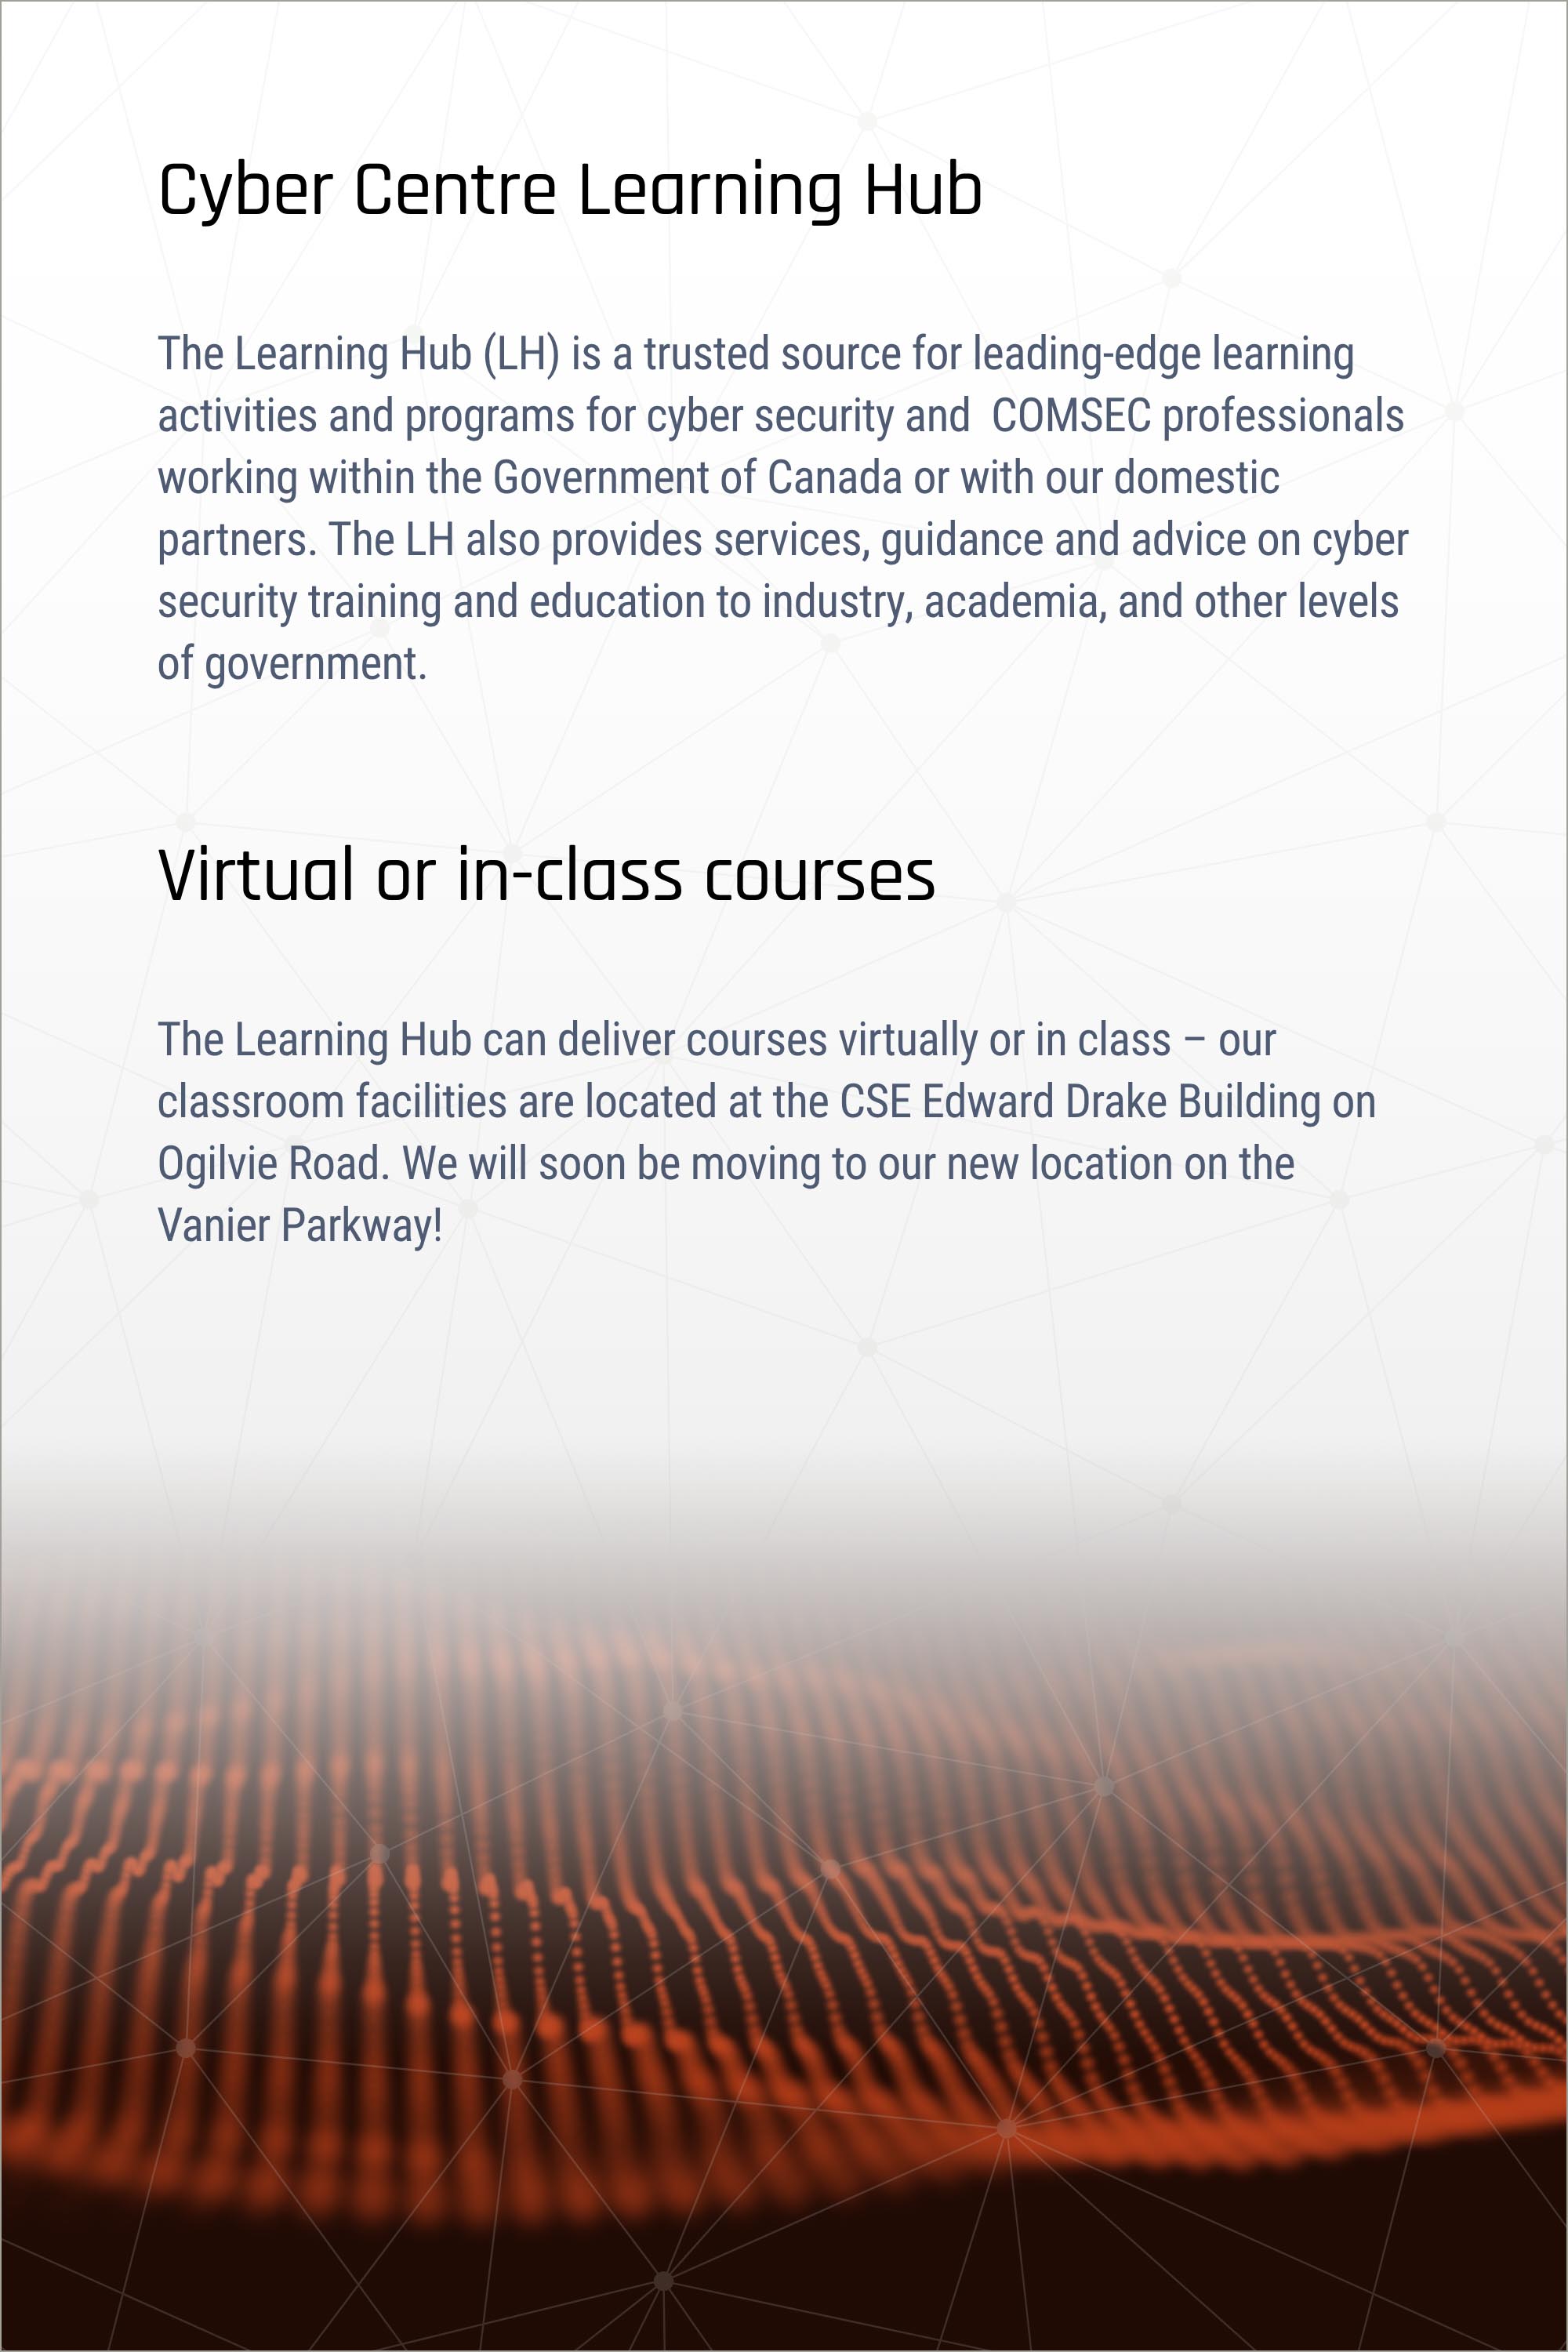 Cyber Centre Learning Hub
The Learning Hub (LH) is a trusted source for leading-edge learning
activities and programs for cyber security and  COMSEC professionals
working within the Government of Canada or with our domestic
partners. The LH also provides services, guidance and advice on cyber
security training and education to industry, academia, and other levels
of government.
Virtual or in-class courses
The Learning Hub can deliver courses virtually or in class – our
classroom facilities are located at the CSE Edward Drake Building on
Ogilvie Road. We will soon be moving to our new location on the
Vanier Parkway!